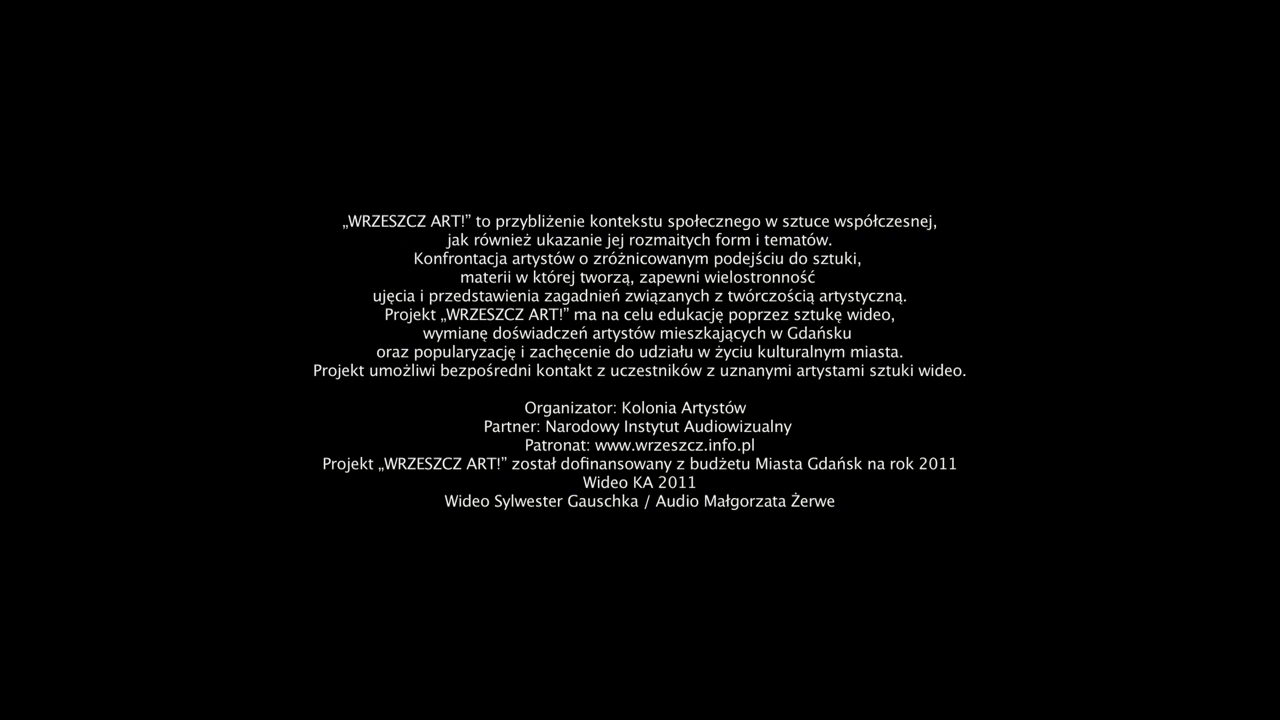 „WRZESZCZ ART!” to przybliżenie kontekstu społecznego w sztuce współczesnej,
jak również ukazanie jej rozmaitych form i tematów.
Konfrontacja artystów o zróżnicowanym podejściu do sztuki,
materii w której tworzą, zapewni wielostronność
ujęcia i przedstawienia zagadnień związanych z twórczością artystyczną.
Projekt „WRZESZCZ ART!” ma na celu edukację poprzez sztukę wideo,
wymianę doświadczeń artystów mieszkających w Gdańsku
oraz popularyzację i zachęcenie do udziału w życiu kulturalnym miasta.
Projekt umożliwi bezpośredni kontakt z uczestników z uznanymi artystami sztuki wideo.
Organizator: Kolonia Artystów
Partner: Narodowy Instytut Audiowizualny
Patronat: www.wrzeszcz.info.pl
Projekt „WRZESZCZ ART!” został dofinansowany z budżetu Miasta Gdańsk na rok 2011
Wideo KA 2011
Wideo Sylwester Gauschka / Audio Małgorzata Żerwe